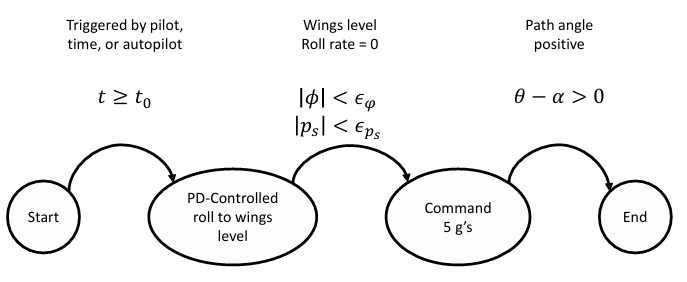 Triggered by pilot,
time, or autopilot
Wings level
Roll rate = 0
Path angle
positive
t ≥ t₀
|ϕ| < ϵ_φ
|p_s| < ϵ_{p_s}
θ − α > 0
Start
PD-Controlled
roll to wings
level
Command
5 g’s
End